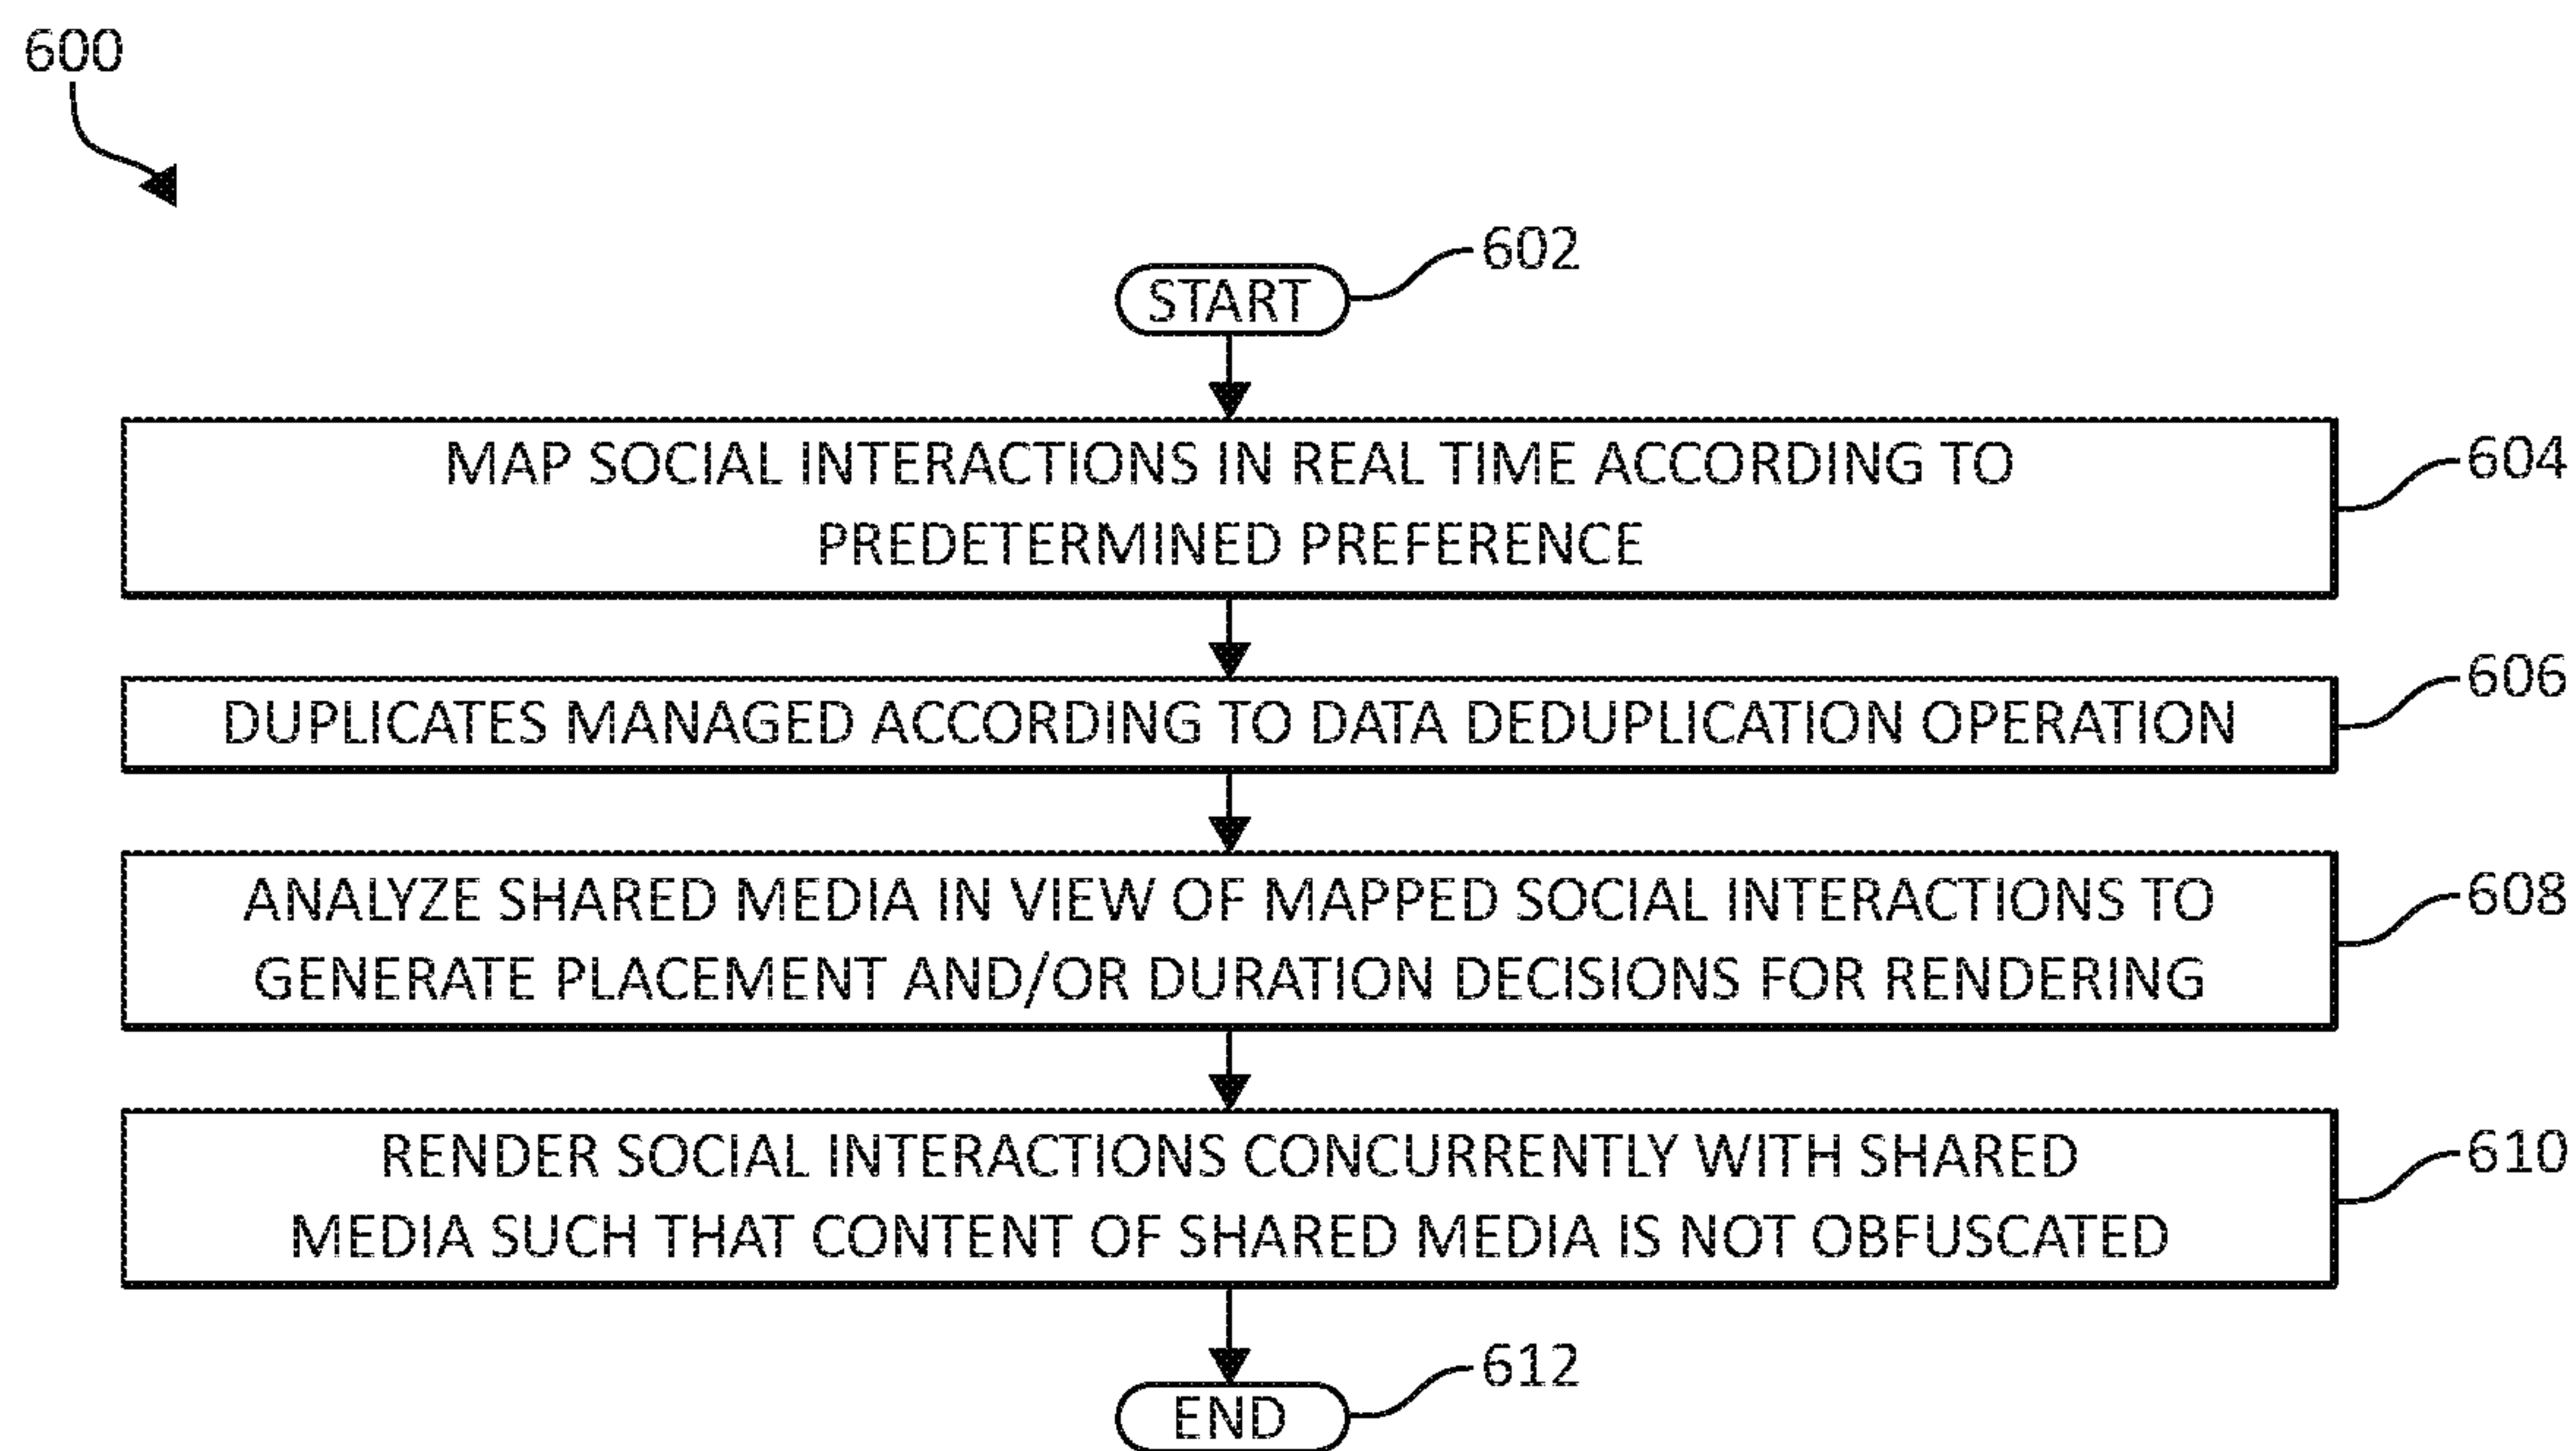 600
602
START
MAP SOCIAL INTERACTIONS IN REAL TIME ACCORDING TO
PREDETERMINED PREFERENCE
604
DUPLICATES MANAGED ACCORDING TO DATA DEDUPLICATION OPERATION
606
ANALYZE SHARED MEDIA IN VIEW OF MAPPED SOCIAL INTERACTIONS TO
GENERATE PLACEMENT AND/OR DURATION DECISIONS FOR RENDERING
608
RENDER SOCIAL INTERACTIONS CONCURRENTLY WITH SHARED
MEDIA SUCH THAT CONTENT OF SHARED MEDIA IS NOT OBFUSCATED
610
612
END